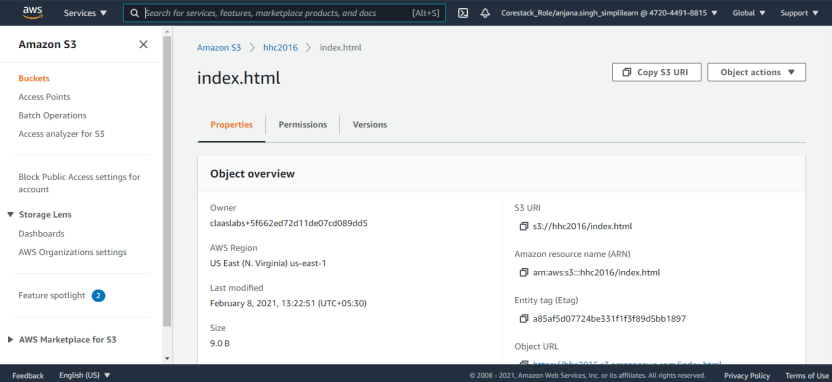 aws Services ▼ Search for services, features, marketplace products, and docs [Alt+S] Corestack_Role/anjana.singh_simplilearn @ 4720-4491-8815 ▼ Global ▼ Support ▼
Amazon S3
Buckets
Access Points
Batch Operations
Access analyzer for S3
Block Public Access settings for
account
Storage Lens
Dashboards
AWS Organizations settings
Feature spotlight 2
AWS Marketplace for S3
Amazon S3 > hhc2016 > index.html
index.html
Copy S3 URI
Object actions ▼
Properties Permissions Versions
Object overview
Owner
claaslabs+5f662ed72d11de07cd089dd5
AWS Region
US East (N. Virginia) us-east-1
Last modified
February 8, 2021, 13:22:51 (UTC+05:30)
Size
9.0 B
S3 URI
s3://hhc2016/index.html
Amazon resource name (ARN)
arn:aws:s3:::hhc2016/index.html
Entity tag (Etag)
a85af5d07724be331f1f3f89d5bb1897
Object URL
Feedback English (US) ▼ © 2008 - 2021, Amazon Web Services, Inc. or its affiliates. All rights reserved. Privacy Policy Terms of Use